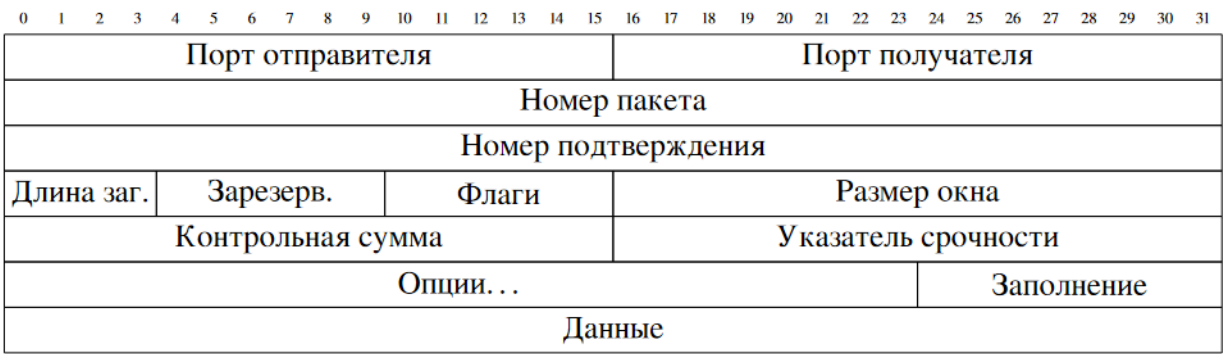 0 1 2 3 4 5 6 7 8 9 10 11 12 13 14 15 16 17 18 19 20 21 22 23 24 25 26 27 28 29 30 31
Порт отправителя Порт получателя
Номер пакета
Номер подтверждения
Длина заг. Зарезерв. Флаги Размер окна
Контрольная сумма Указатель срочности
Опции... Заполнение
Данные